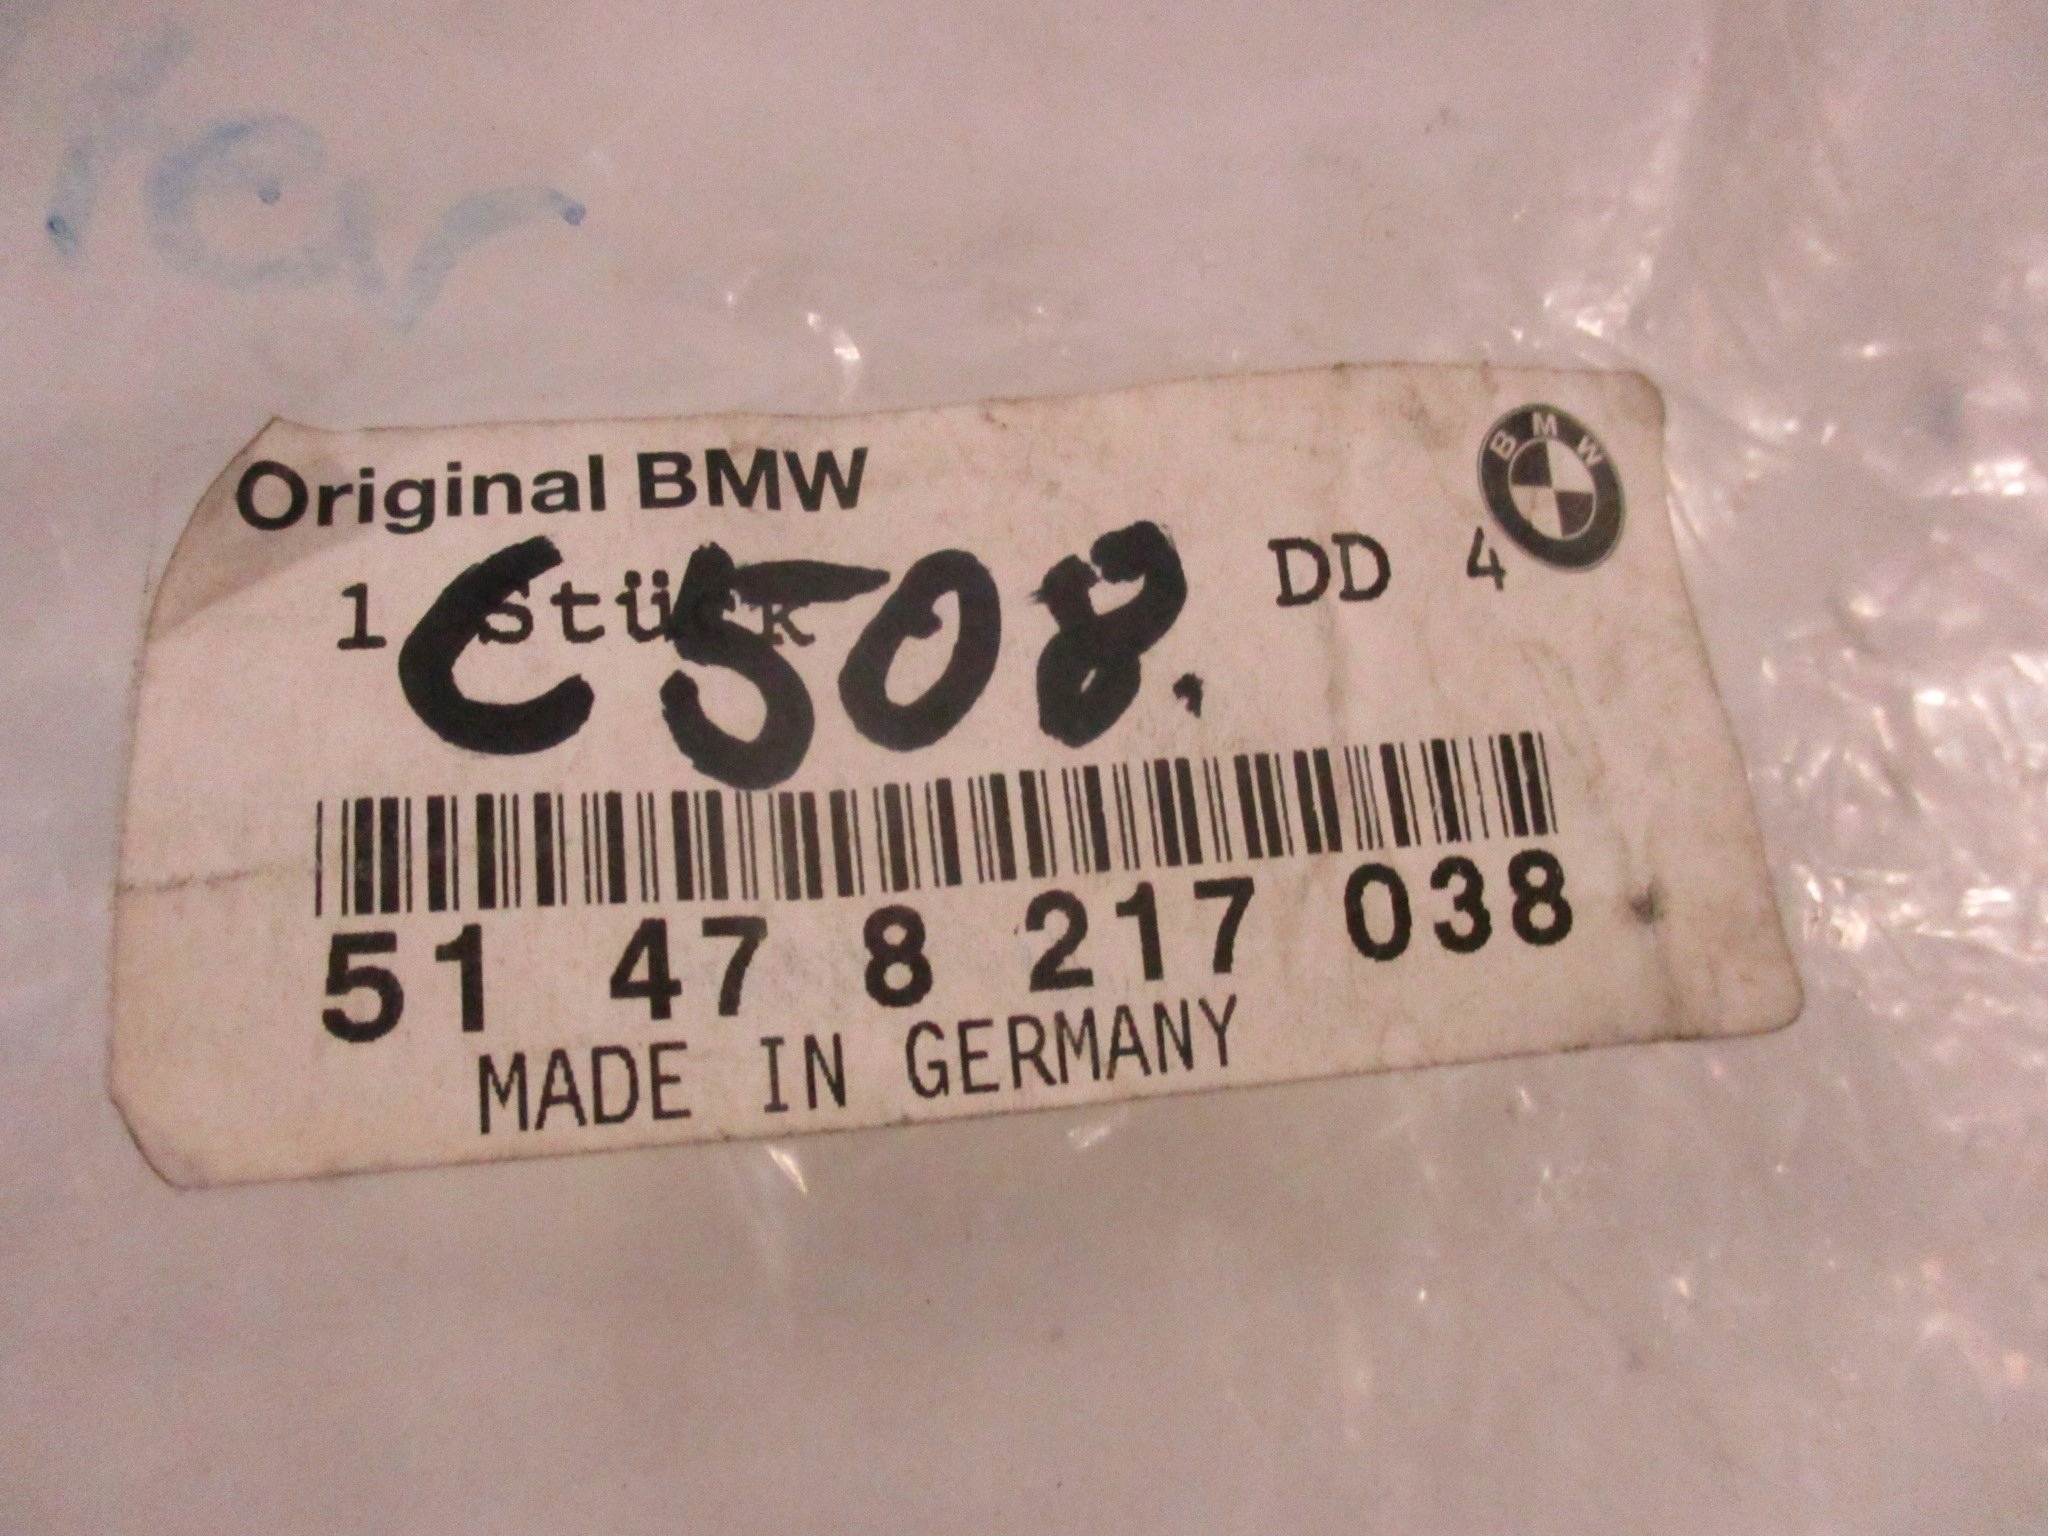 Original BMW
BMW
1 Stück DD 4
C508.
51 47 8 217 038
MADE IN GERMANY